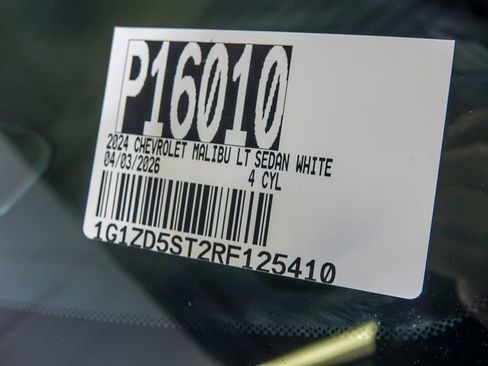 P16010
2024 CHEVROLET MALIBU LT SEDAN WHITE
04/03/2026 4 CYL
1G1ZD5ST2RF125410